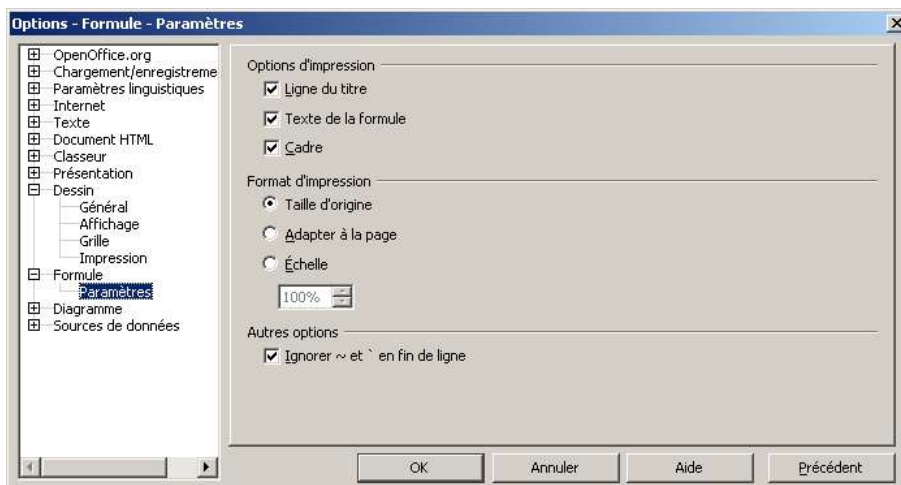 Options - Formule - Paramètres
OpenOffice.org
Chargement/enregistreme
Paramètres linguistiques
Internet
Texte
Document HTML
Classeur
Présentation
Dessin
Général
Affichage
Grille
Impression
Formule
Paramètres
Diagramme
Sources de données
Options d'impression
Ligne du titre
Texte de la formule
Cadre
Format d'impression
Taille d'origine
Adapter à la page
Échelle
100%
Autres options
Ignorer ~ et ` en fin de ligne
OK Annuler Aide Précédent